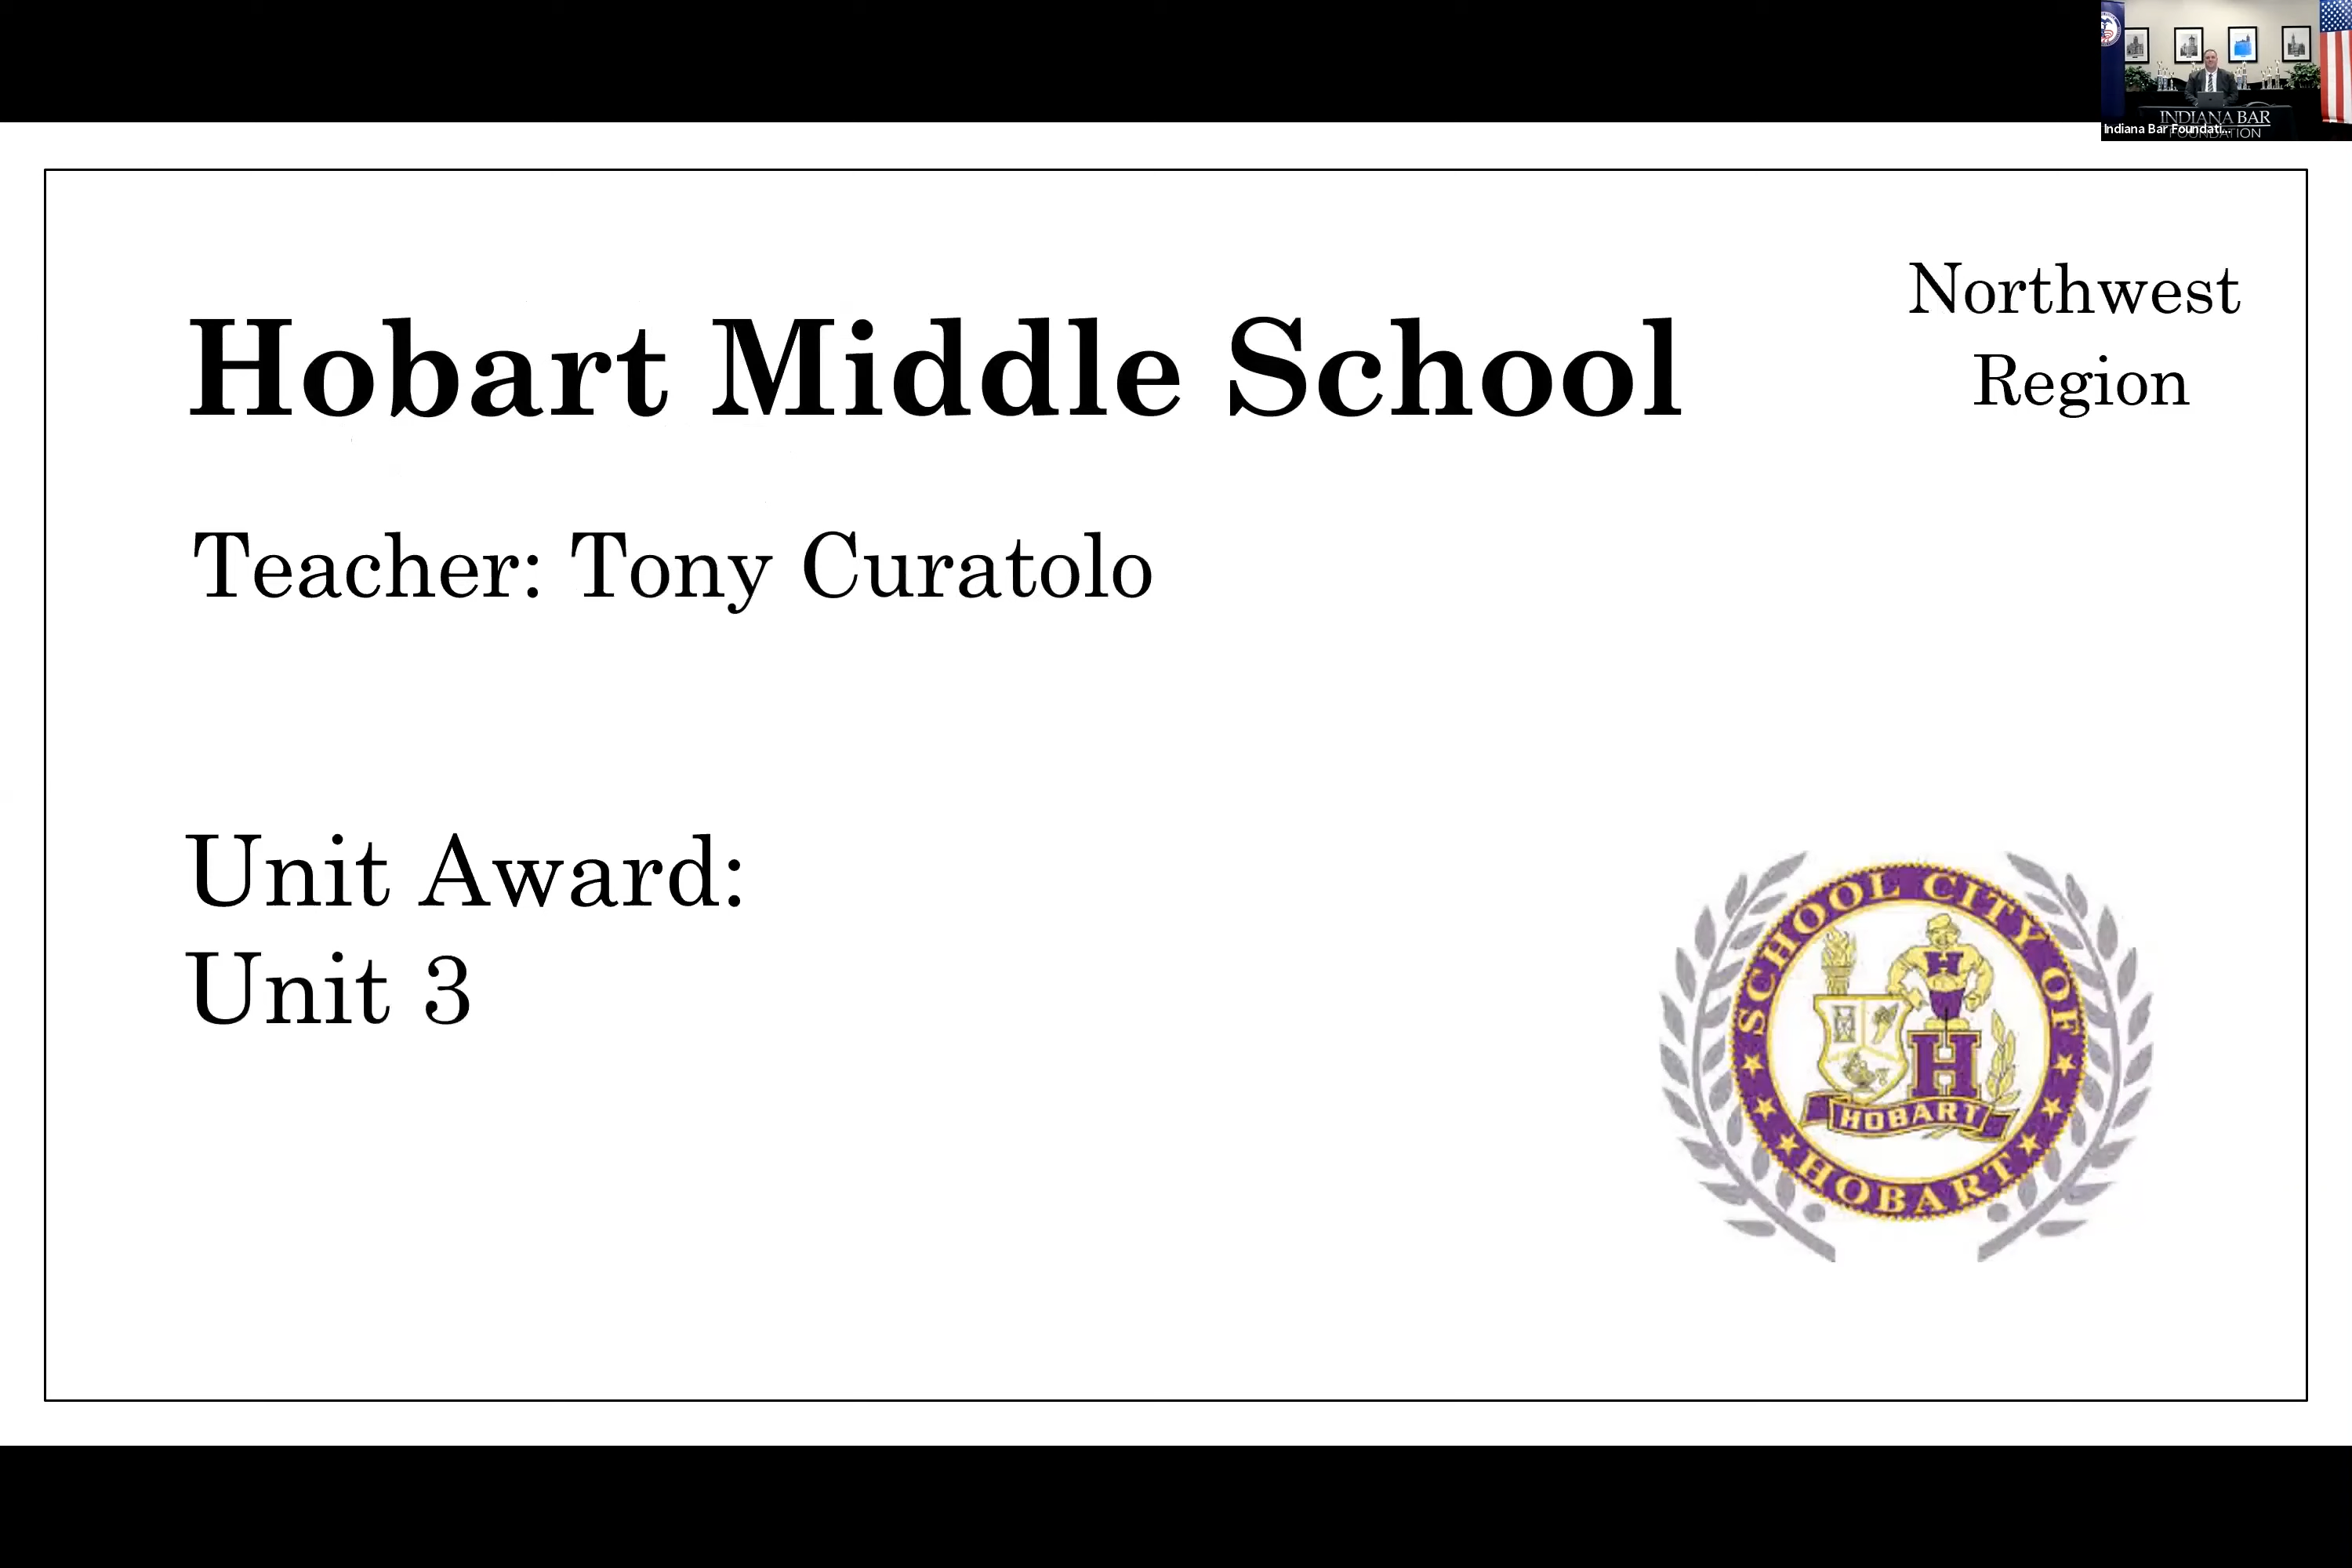 INDIANA BAR
FOUNDATION
Indiana Bar Foundati...
Northwest
Region
Hobart Middle School
Teacher: Tony Curatolo
Unit Award:
Unit 3
SCHOOL CITY OF
H
H
HOBART
HOBART